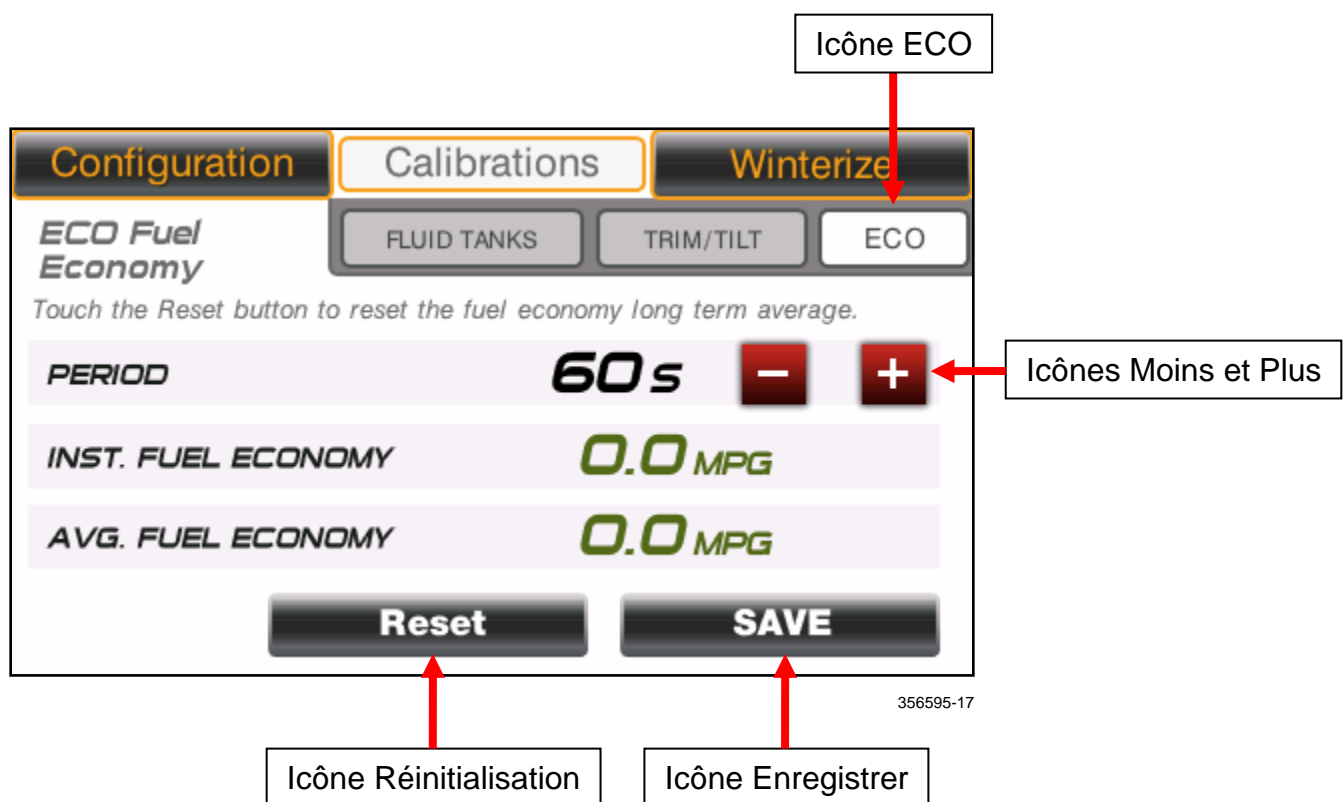 Icône ECO
Configuration
Calibrations
Winterize
ECO Fuel
Economy
FLUID TANKS
TRIM/TILT
ECO
Touch the Reset button to reset the fuel economy long term average.
PERIOD
60 s
−
+
Icônes Moins et Plus
INST. FUEL ECONOMY
0.0 MPG
AVG. FUEL ECONOMY
0.0 MPG
Reset
SAVE
356595-17
Icône Réinitialisation
Icône Enregistrer